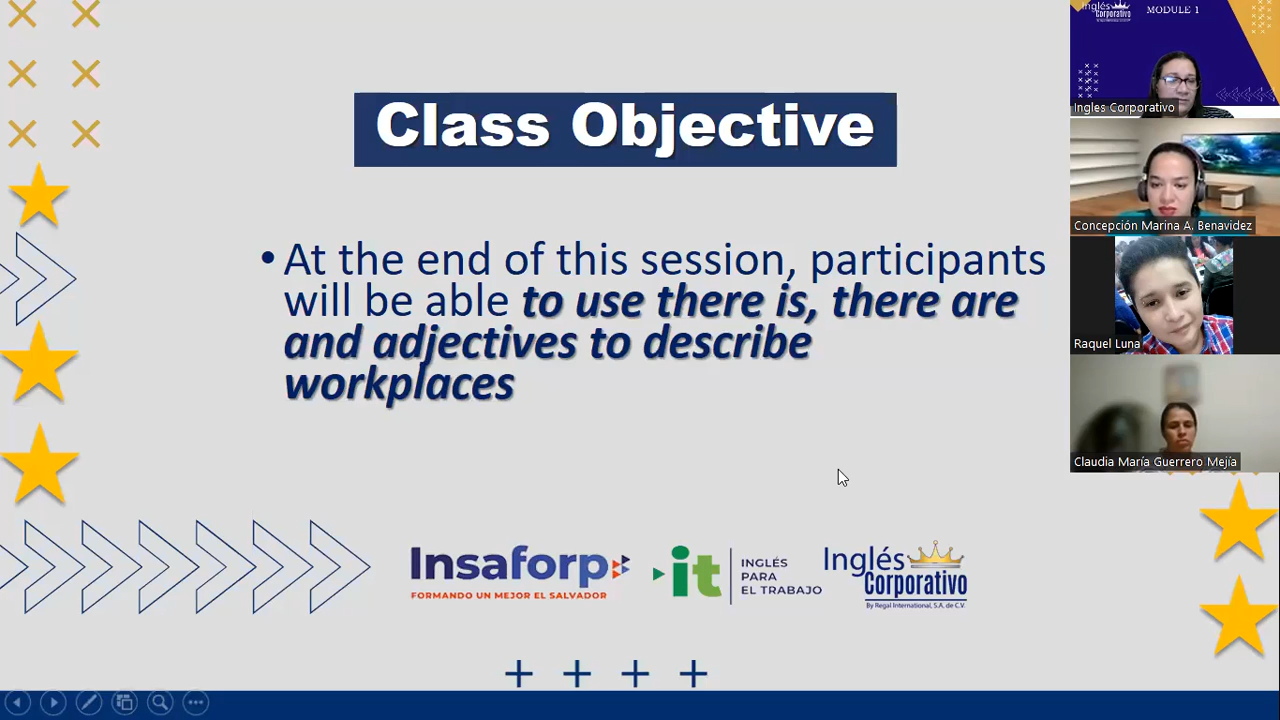 Class Objective
• At the end of this session, participants
will be able to use there is, there are
and adjectives to describe
workplaces
Insaforp
FORMANDO UN MEJOR EL SALVADOR
it
INGLÉS
PARA
EL TRABAJO
Inglés
Corporativo
By Regal International, S.A. de C.V.
Inglés
Corporativo
MODULE 1
Ingles Corporativo
Concepción Marina A. Benavidez
Raquel Luna
Claudia María Guerrero Mejía